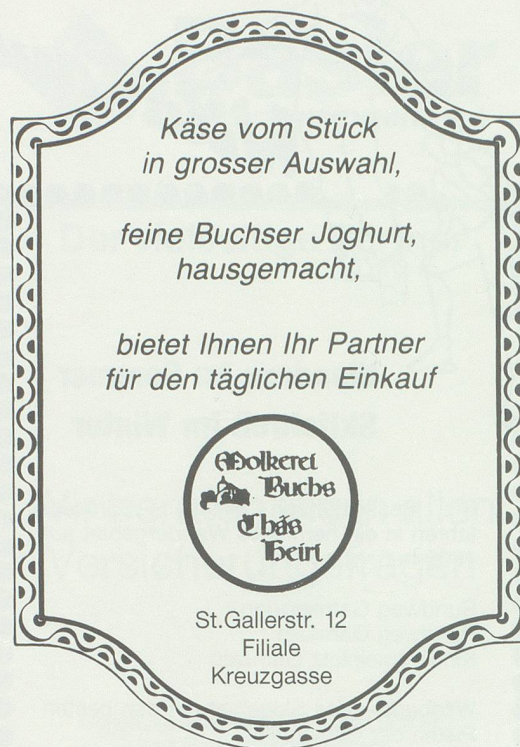 Käse vom Stück
in grosser Auswahl,
feine Buchser Joghurt,
hausgemacht,
bietet Ihnen Ihr Partner
für den täglichen Einkauf
Molkerei
Buchs
Chäs
Heiri
St.Gallerstr. 12
Filiale
Kreuzgasse